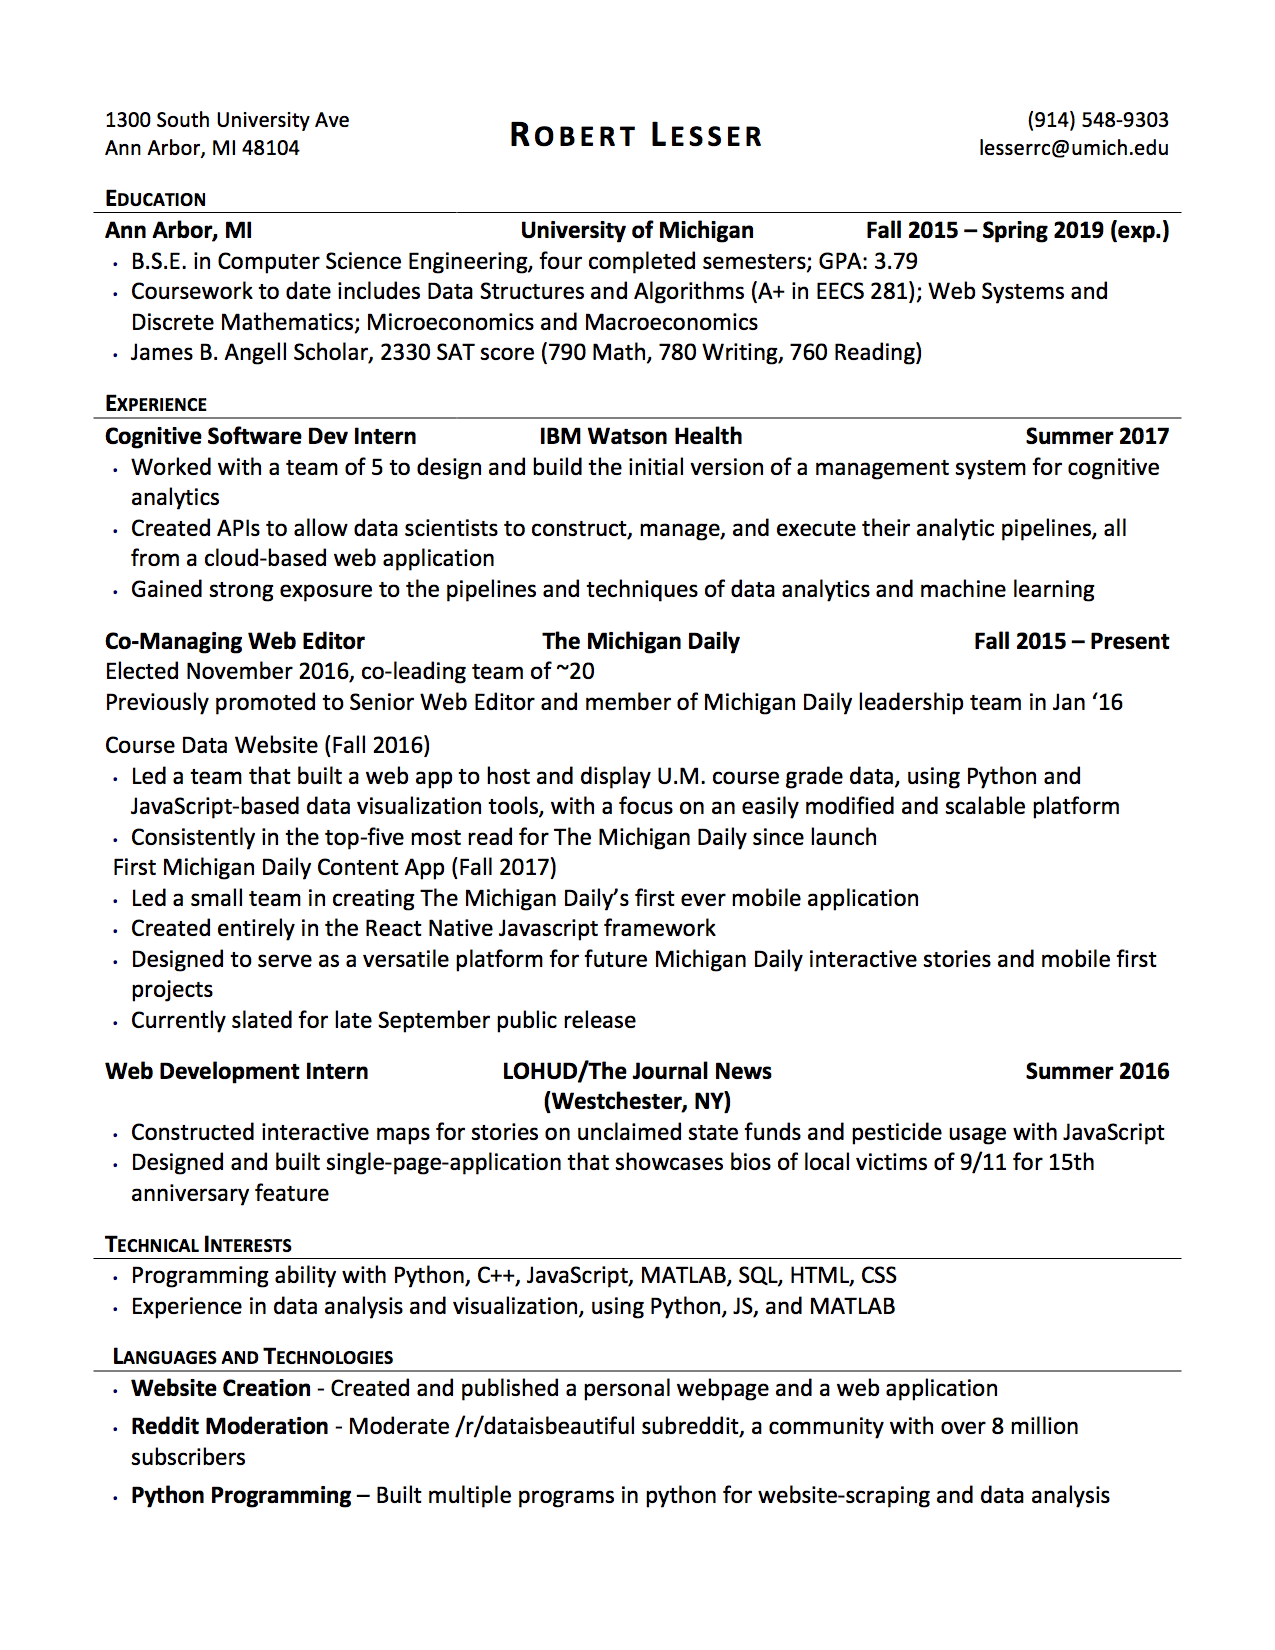 1300 South University Ave
Ann Arbor, MI 48104
ROBERT LESSER
(914) 548-9303
lesserrc@umich.edu
EDUCATION
Ann Arbor, MI University of Michigan Fall 2015 – Spring 2019 (exp.)
• B.S.E. in Computer Science Engineering, four completed semesters; GPA: 3.79
• Coursework to date includes Data Structures and Algorithms (A+ in EECS 281); Web Systems and
Discrete Mathematics; Microeconomics and Macroeconomics
• James B. Angell Scholar, 2330 SAT score (790 Math, 780 Writing, 760 Reading)
EXPERIENCE
Cognitive Software Dev Intern IBM Watson Health Summer 2017
• Worked with a team of 5 to design and build the initial version of a management system for cognitive
analytics
• Created APIs to allow data scientists to construct, manage, and execute their analytic pipelines, all
from a cloud-based web application
• Gained strong exposure to the pipelines and techniques of data analytics and machine learning
Co-Managing Web Editor The Michigan Daily Fall 2015 – Present
Elected November 2016, co-leading team of ~20
Previously promoted to Senior Web Editor and member of Michigan Daily leadership team in Jan ‘16
Course Data Website (Fall 2016)
• Led a team that built a web app to host and display U.M. course grade data, using Python and
JavaScript-based data visualization tools, with a focus on an easily modified and scalable platform
• Consistently in the top-five most read for The Michigan Daily since launch
First Michigan Daily Content App (Fall 2017)
• Led a small team in creating The Michigan Daily’s first ever mobile application
• Created entirely in the React Native Javascript framework
• Designed to serve as a versatile platform for future Michigan Daily interactive stories and mobile first
projects
• Currently slated for late September public release
Web Development Intern LOHUD/The Journal News Summer 2016
(Westchester, NY)
• Constructed interactive maps for stories on unclaimed state funds and pesticide usage with JavaScript
• Designed and built single-page-application that showcases bios of local victims of 9/11 for 15th
anniversary feature
TECHNICAL INTERESTS
• Programming ability with Python, C++, JavaScript, MATLAB, SQL, HTML, CSS
• Experience in data analysis and visualization, using Python, JS, and MATLAB
LANGUAGES AND TECHNOLOGIES
• Website Creation - Created and published a personal webpage and a web application
• Reddit Moderation - Moderate /r/dataisbeautiful subreddit, a community with over 8 million
subscribers
• Python Programming – Built multiple programs in python for website-scraping and data analysis